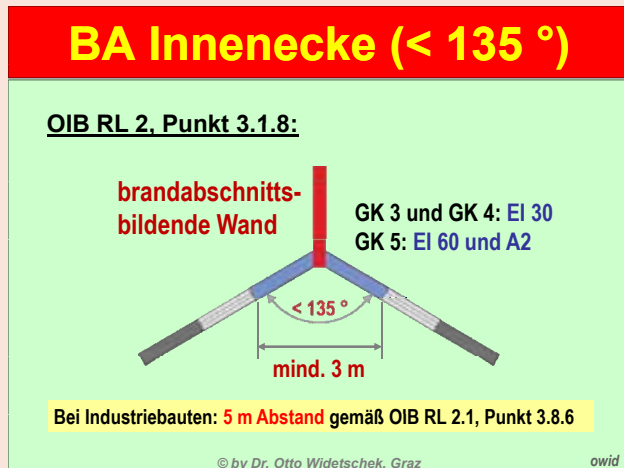 BA Innenecke (< 135 °)
OIB RL 2, Punkt 3.1.8:
brandabschnitts-
bildende Wand
GK 3 und GK 4: EI 30
GK 5: EI 60 und A2
< 135 °
mind. 3 m
Bei Industriebauten: 5 m Abstand gemäß OIB RL 2.1, Punkt 3.8.6
© by Dr. Otto Widetschek, Graz
owid